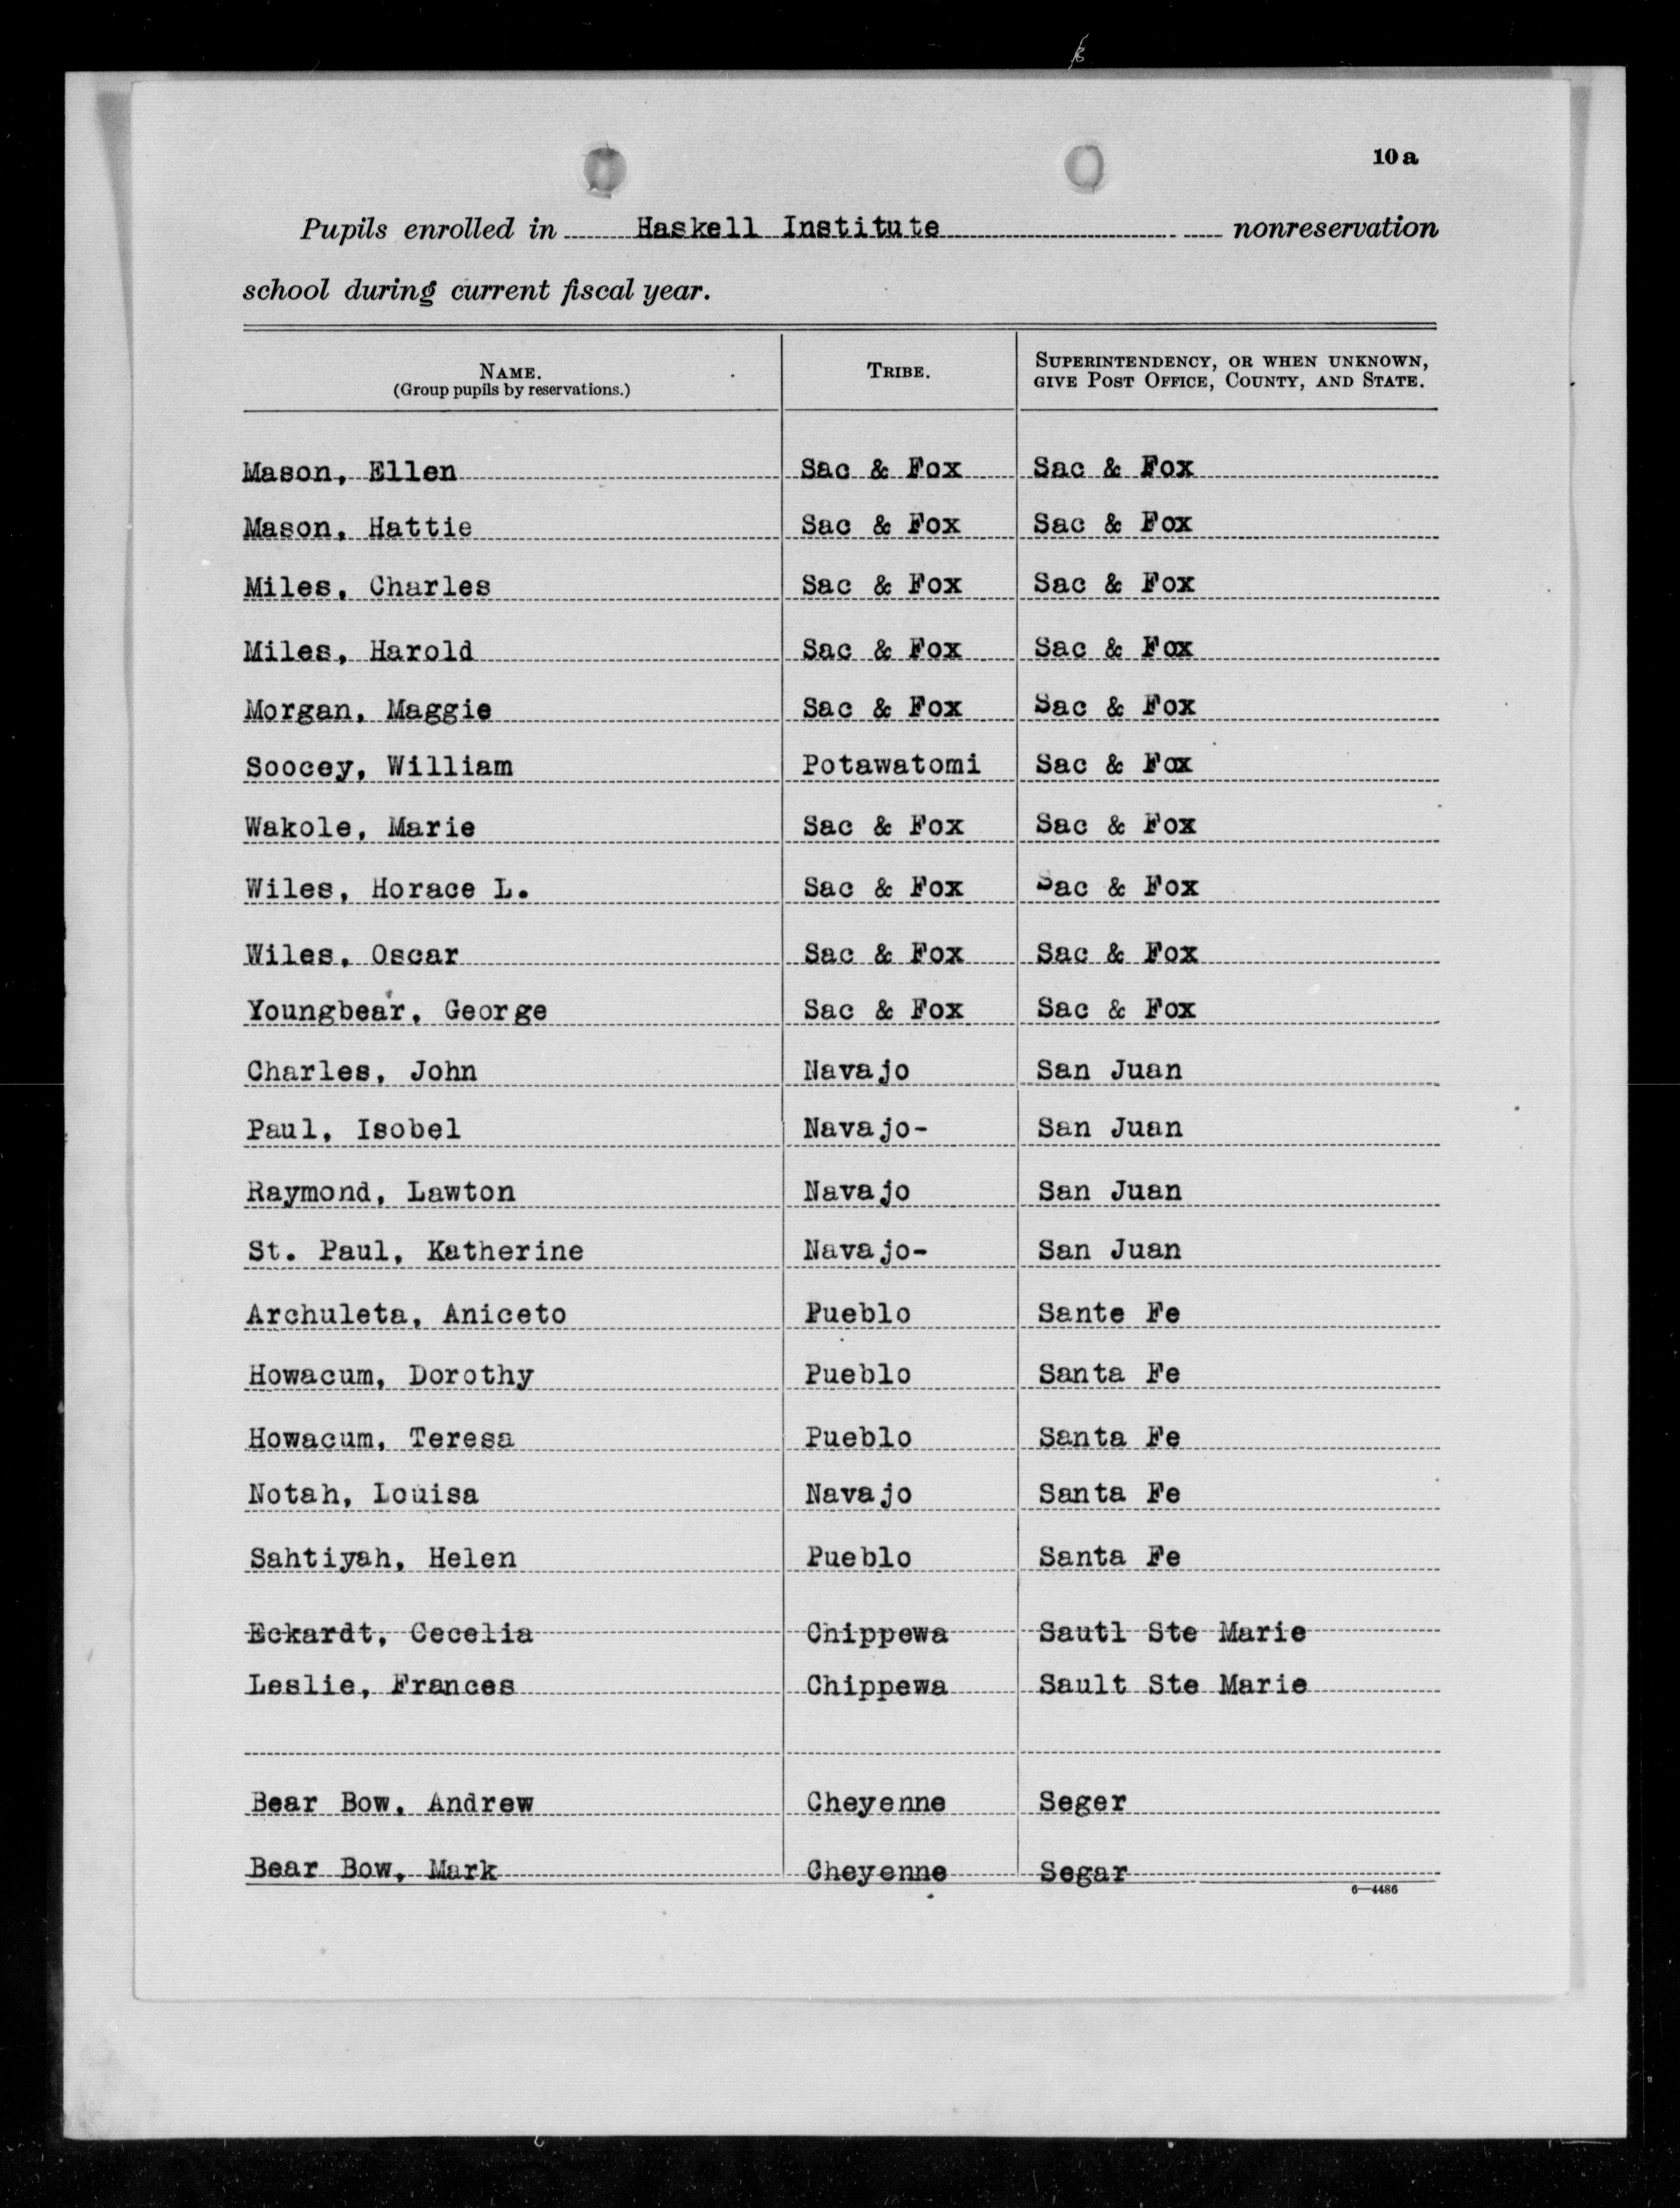 10 a
Pupils enrolled in Haskell Institute nonreservation
school during current fiscal year.
NAME. TRIBE. SUPERINTENDENCY, OR WHEN UNKNOWN,
(Group pupils by reservations.) GIVE POST OFFICE, COUNTY, AND STATE.
Mason, Ellen Sac & Fox Sac & Fox
Mason, Hattie Sac & Fox Sac & Fox
Miles, Charles Sac & Fox Sac & Fox
Miles, Harold Sac & Fox Sac & Fox
Morgan, Maggie Sac & Fox Sac & Fox
Soocey, William Potawatomi Sac & Fox
Wakole, Marie Sac & Fox Sac & Fox
Wiles, Horace L. Sac & Fox Sac & Fox
Wiles, Oscar Sac & Fox Sac & Fox
Youngbear, George Sac & Fox Sac & Fox
Charles, John Navajo San Juan
Paul, Isobel Navajo- San Juan
Raymond, Lawton Navajo San Juan
St. Paul, Katherine Navajo- San Juan
Archuleta, Aniceto Pueblo Sante Fe
Howacum, Dorothy Pueblo Santa Fe
Howacum, Teresa Pueblo Santa Fe
Notah, Louisa Navajo Santa Fe
Sahtiyah, Helen Pueblo Santa Fe
Eckardt, Cecelia Chippewa Sautl Ste Marie
Leslie, Frances Chippewa Sault Ste Marie
Bear Bow, Andrew Cheyenne Seger
Bear Bow, Mark Cheyenne Segar
6—4486